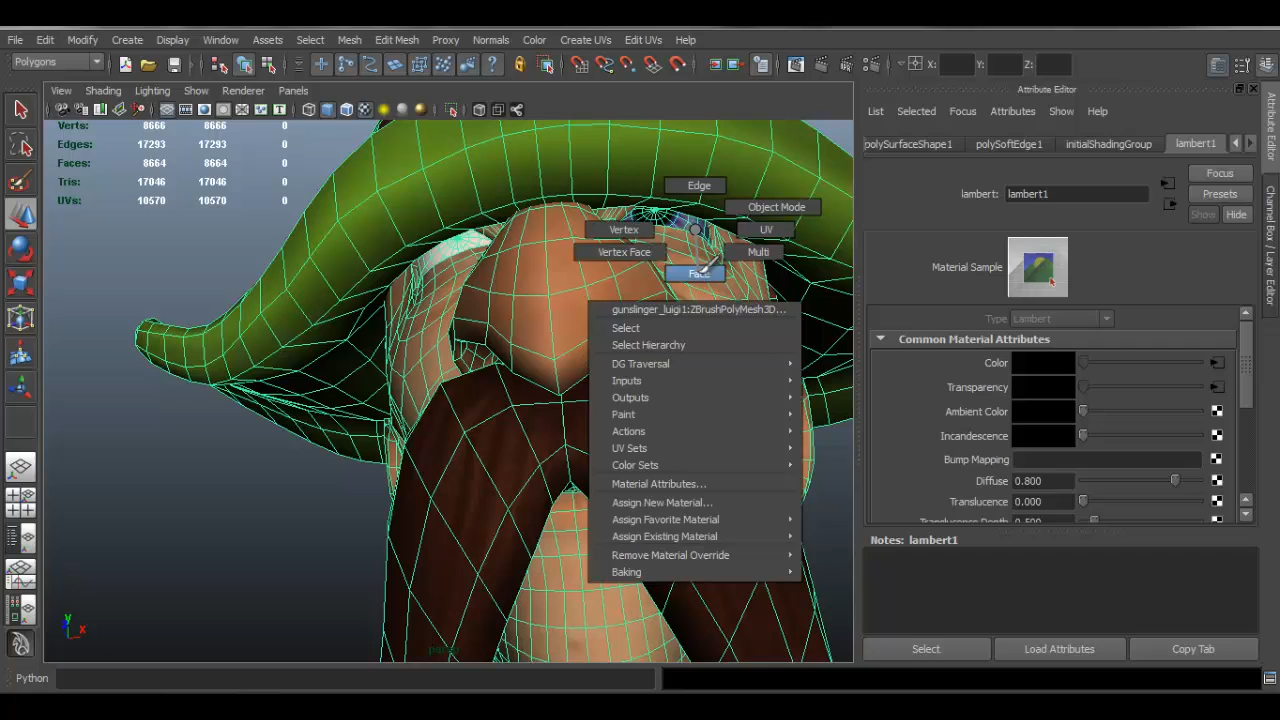 File Edit Modify Create Display Window Assets Select Mesh Edit Mesh Proxy Normals Color Create UVs Edit UVs Help
Polygons
X:
Y:
Z:
View Shading Lighting Show Renderer Panels
Verts: 8666 8666 0
Edges: 17293 17293 0
Faces: 8664 8664 0
Tris: 17046 17046 0
UVs: 10570 10570 0
Edge
Object Mode
Vertex
UV
Vertex Face
Multi
gunslinger_luigi1:ZBrushPolyMesh3D...
Select
Select Hierarchy
DG Traversal
Inputs
Outputs
Paint
Actions
UV Sets
Color Sets
Material Attributes...
Assign New Material...
Assign Favorite Material
Assign Existing Material
Remove Material Override
Baking
y
x
persp
Python
Attribute Editor
List Selected Focus Attributes Show Help
polySurfaceShape1 polySoftEdge1 initialShadingGroup lambert1
Focus
lambert: lambert1
Presets
Show Hide
Material Sample
Type Lambert
Common Material Attributes
Color
Transparency
Ambient Color
Incandescence
Bump Mapping
Diffuse 0.800
Translucence 0.000
Translucence Depth 0.500
Notes: lambert1
Select
Load Attributes
Copy Tab
Attribute Editor
Channel Box / Layer Editor